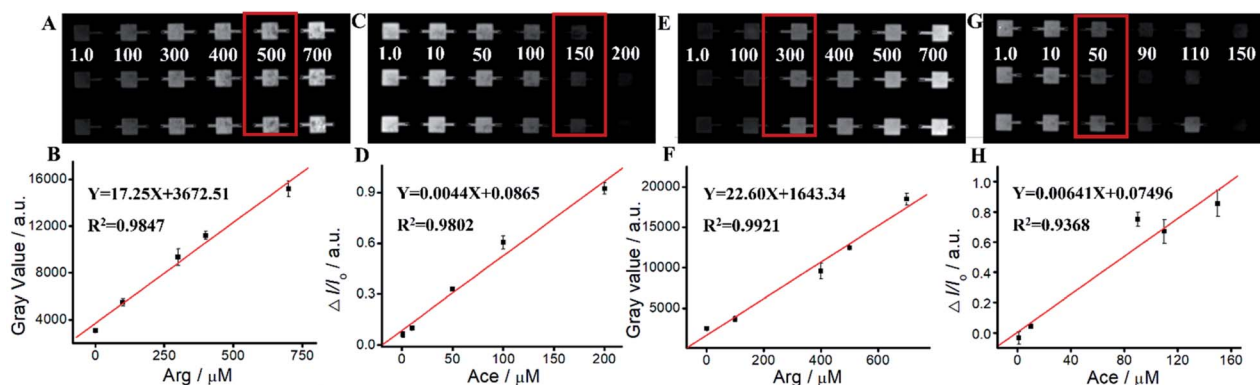 A
1.0 100 300 400 500 700
C
1.0 10 50 100 150 200
E
1.0 100 300 400 500 700
G
1.0 10 50 90 110 150
B
Y=17.25X+3672.51
R²=0.9847
Gray Value / a.u.
16000
12000
8000
4000
0 250 500 750
Arg / μM
D
Y=0.0044X+0.0865
R²=0.9802
△ I/Io / a.u.
0.9
0.6
0.3
0.0
0 50 100 150 200
Ace / μM
F
Y=22.60X+1643.34
R²=0.9921
Gray value / a.u.
20000
15000
10000
5000
0 200 400 600
Arg / μM
H
Y=0.00641X+0.07496
R²=0.9368
△ I/Io / a.u.
1.0
0.8
0.6
0.4
0.2
0.0
0 40 80 120 160
Ace / μM